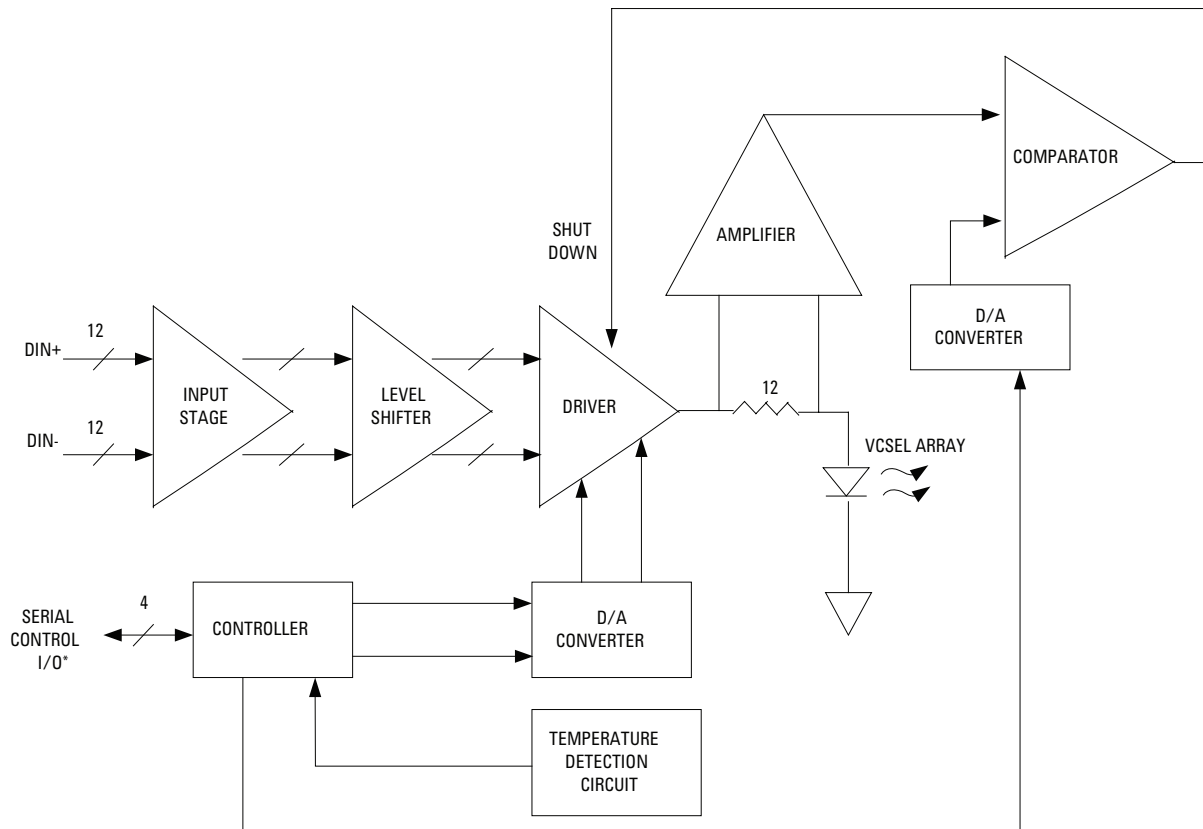 COMPARATOR
AMPLIFIER
SHUT
DOWN
D/A
CONVERTER
DIN+
12
INPUT
STAGE
LEVEL
SHIFTER
DRIVER
12
DIN-
12
VCSEL ARRAY
SERIAL
CONTROL
I/O*
4
CONTROLLER
D/A
CONVERTER
TEMPERATURE
DETECTION
CIRCUIT